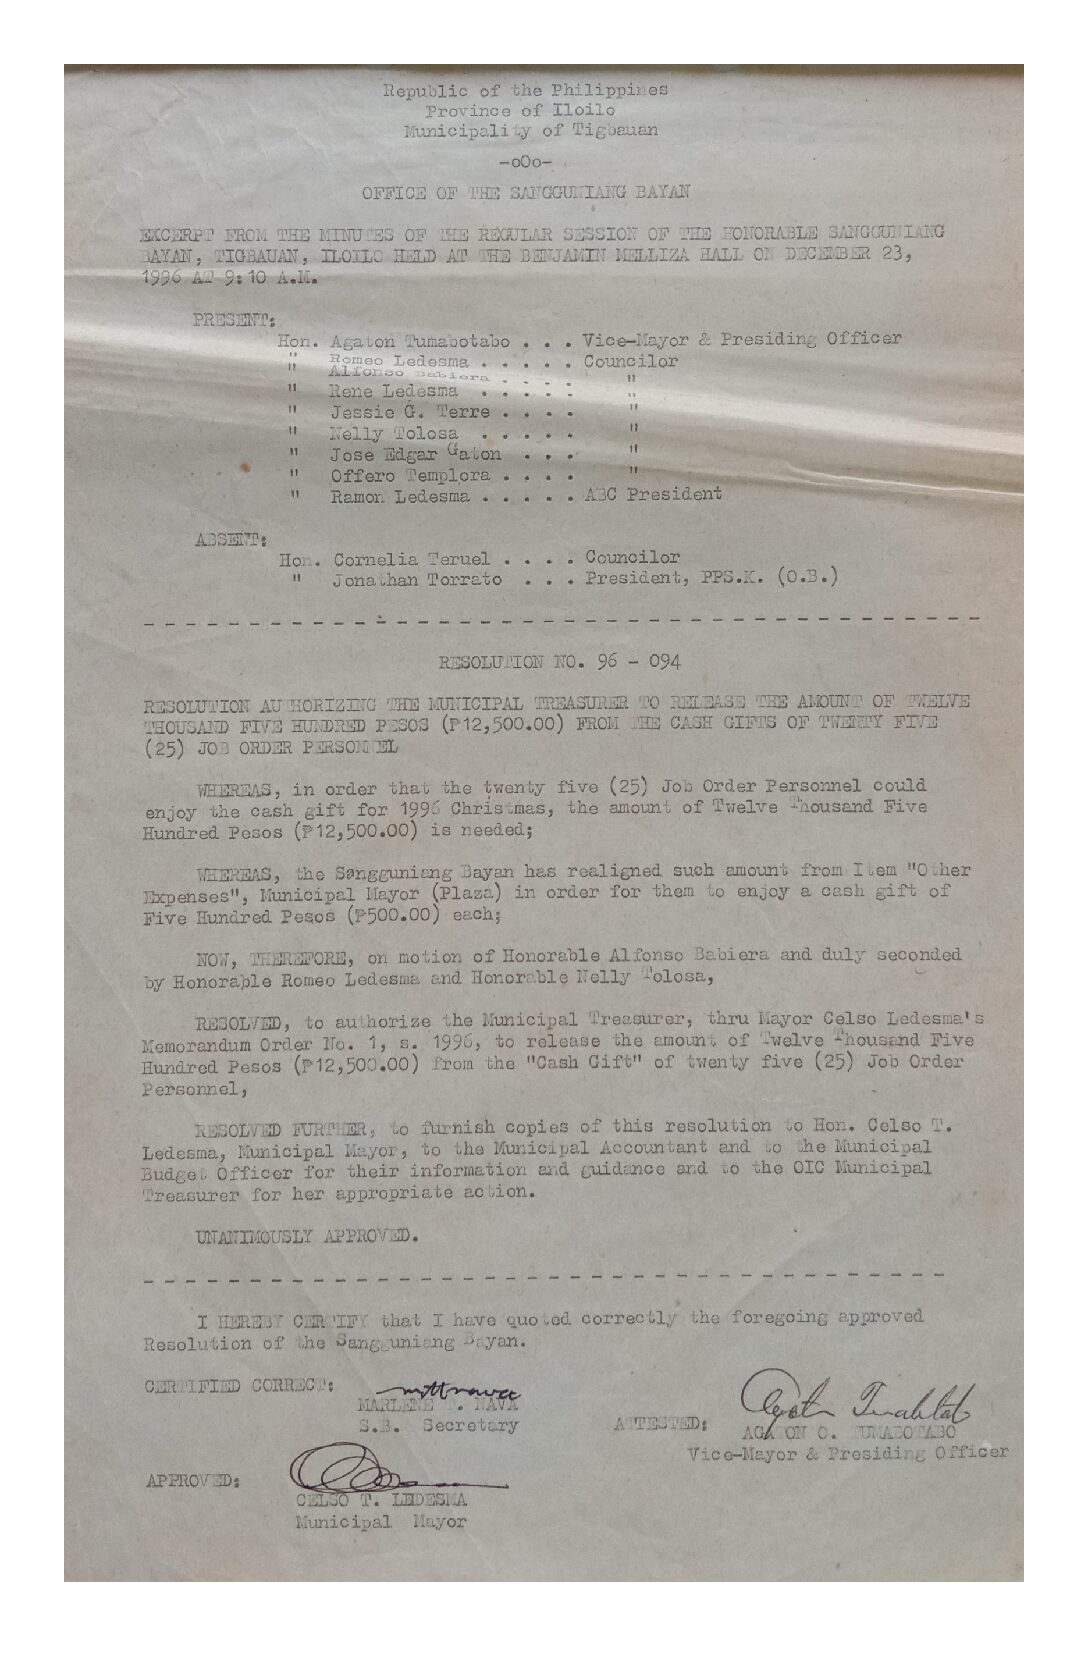 Republic of the Philippines
Province of Iloilo
Municipality of Tigbauan
-oOo-
OFFICE OF THE SANGGUNIANG BAYAN
EXCERPT FROM THE MINUTES OF THE REGULAR SESSION OF THE HONORABLE SANGGUNIANG
BAYAN, TIGBAUAN, ILOILO HELD AT THE BENJAMIN MELLIZA HALL ON DECEMBER 23,
1996 AT 9:10 A.M.
PRESENT:
Hon. Agaton Tumabotabo . . . Vice-Mayor & Presiding Officer
" Romeo Ledesma . . . . . Councilor
" Alfonso Babiera . . . . "
" Rene Ledesma . . . . . "
" Jessie G. Terre . . . . "
" Nelly Tolosa . . . . . "
" Jose Edgar Gaton . . . "
" Offero Templora . . . . "
" Ramon Ledesma . . . . . ABC President
ABSENT:
Hon. Cornelia Teruel . . . . Councilor
" Jonathan Torrato . . . President, PPS.K. (O.B.)
- - - - - - - - - - - - - - - - - - - - - - - - - - - - - - - - - - - - - - - -
RESOLUTION NO. 96 - 094
RESOLUTION AUTHORIZING THE MUNICIPAL TREASURER TO RELEASE THE AMOUNT OF TWELVE
THOUSAND FIVE HUNDRED PESOS (₱12,500.00) FROM THE CASH GIFTS OF TWENTY FIVE
(25) JOB ORDER PERSONNEL
WHEREAS, in order that the twenty five (25) Job Order Personnel could
enjoy the cash gift for 1996 Christmas, the amount of Twelve Thousand Five
Hundred Pesos (₱12,500.00) is needed;
WHEREAS, the Sangguniang Bayan has realigned such amount from Item "Other
Expenses", Municipal Mayor (Plaza) in order for them to enjoy a cash gift of
Five Hundred Pesos (₱500.00) each;
NOW, THEREFORE, on motion of Honorable Alfonso Babiera and duly seconded
by Honorable Romeo Ledesma and Honorable Nelly Tolosa,
RESOLVED, to authorize the Municipal Treasurer, thru Mayor Celso Ledesma's
Memorandum Order No. 1, s. 1996, to release the amount of Twelve Thousand Five
Hundred Pesos (₱12,500.00) from the "Cash Gift" of twenty five (25) Job Order
Personnel,
RESOLVED FURTHER, to furnish copies of this resolution to Hon. Celso T.
Ledesma, Municipal Mayor, to the Municipal Accountant and to the Municipal
Budget Officer for their information and guidance and to the OIC Municipal
Treasurer for her appropriate action.
UNANIMOUSLY APPROVED.
- - - - - - - - - - - - - - - - - - - - - - - - - - - - - - - - - - - - - -
I HEREBY CERTIFY that I have quoted correctly the foregoing approved
Resolution of the Sangguniang Bayan.
CERTIFIED CORRECT:
MARLENE T. NAVA
S.B. Secretary
ATTESTED:
AGATON O. TUMABOTABO
Vice-Mayor & Presiding Officer
APPROVED:
CELSO T. LEDESMA
Municipal Mayor